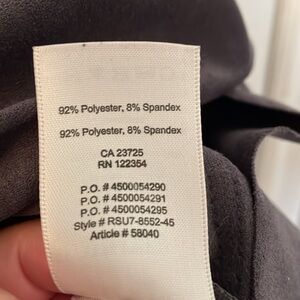 92% Polyester, 8% Spandex
92% Polyester, 8% Spandex
CA 23725
RN 122354
P.O. # 4500054290
P.O. # 4500054291
P.O. # 4500054295
Style # RSU7-8552-45
Article # 58040